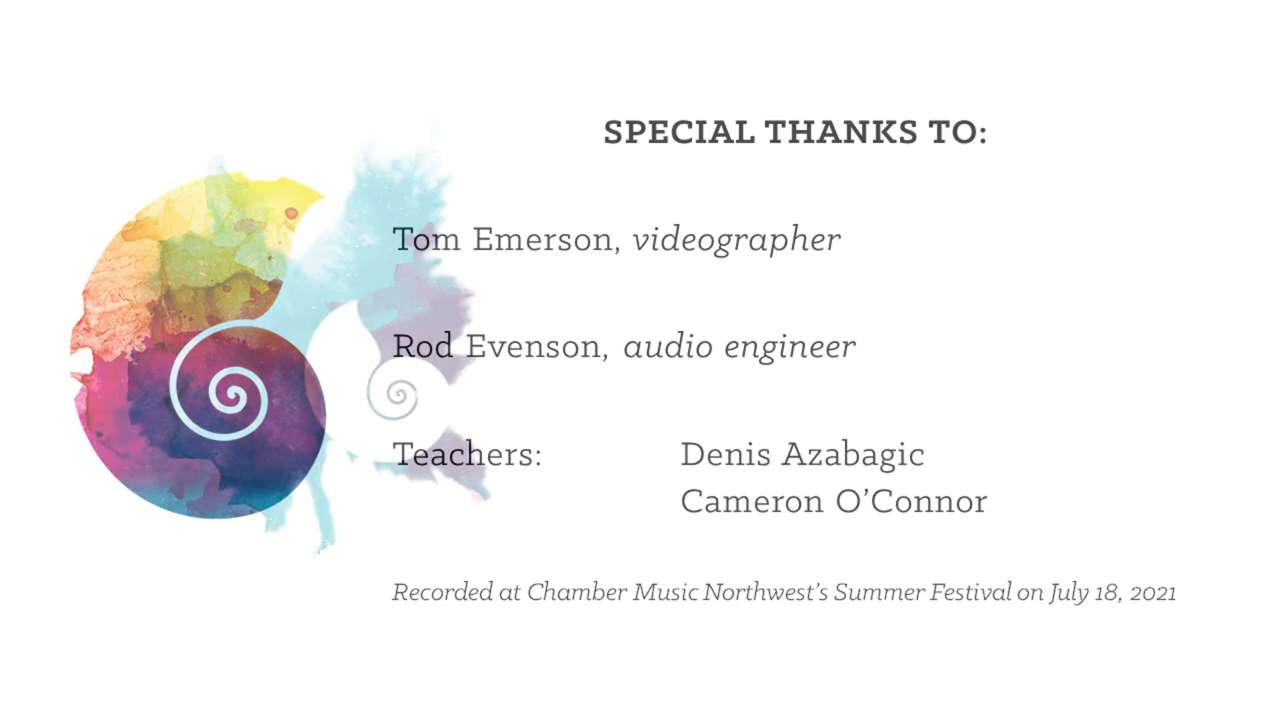 SPECIAL THANKS TO:
Tom Emerson, videographer
Rod Evenson, audio engineer
Teachers: Denis Azabagic
Cameron O’Connor
Recorded at Chamber Music Northwest’s Summer Festival on July 18, 2021